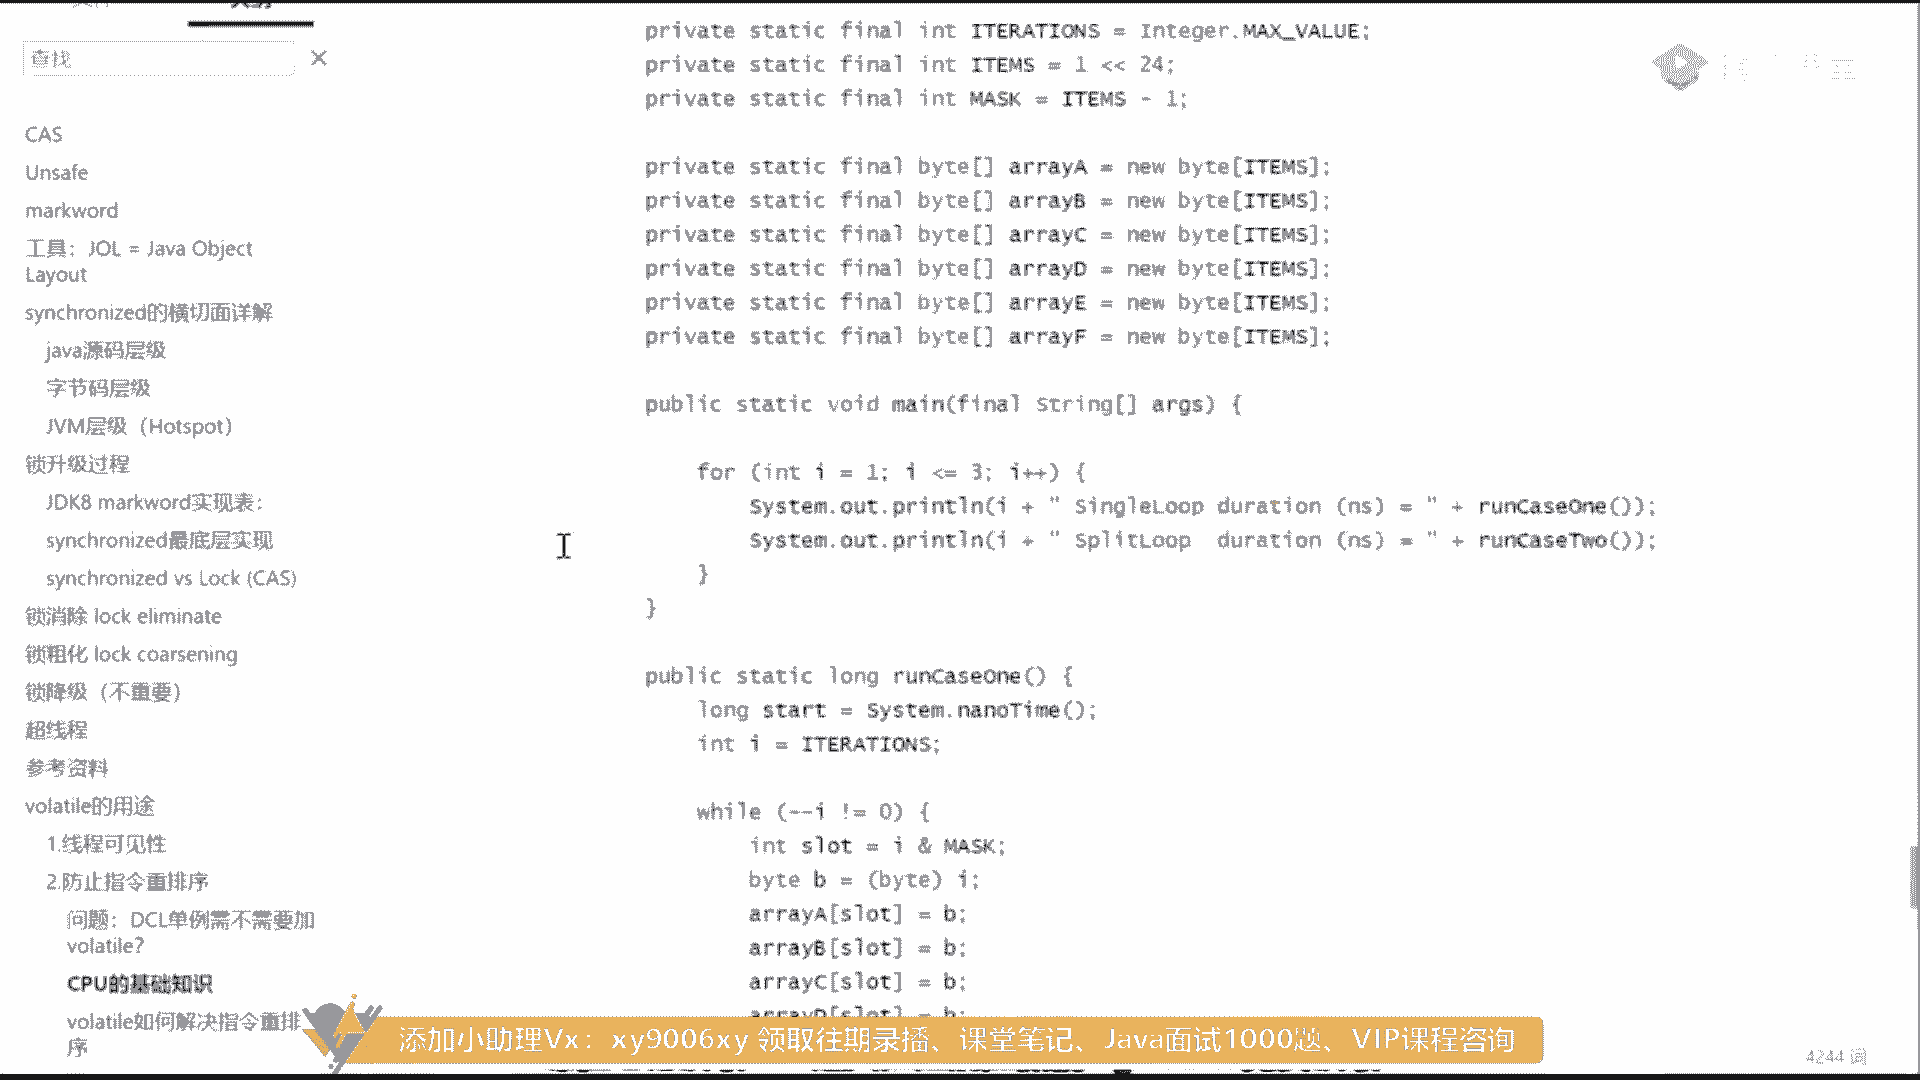 查找
CAS
Unsafe
markword
工具：JOL = Java Object
Layout
synchronized的横切面详解
java源码层级
字节码层级
JVM层级（Hotspot）
锁升级过程
JDK8 markword实现表：
synchronized最底层实现
synchronized vs Lock (CAS)
锁消除 lock eliminate
锁粗化 lock coarsening
锁降级（不重要）
超线程
参考资料
volatile的用途
1.线程可见性
2.防止指令重排序
问题：DCL单例需不需要加
volatile?
CPU的基础知识
volatile如何解决指令重排
序
private static final int ITERATIONS = Integer.MAX_VALUE;
private static final int ITEMS = 1 << 24;
private static final int MASK = ITEMS - 1;
private static final byte[] arrayA = new byte[ITEMS];
private static final byte[] arrayB = new byte[ITEMS];
private static final byte[] arrayC = new byte[ITEMS];
private static final byte[] arrayD = new byte[ITEMS];
private static final byte[] arrayE = new byte[ITEMS];
private static final byte[] arrayF = new byte[ITEMS];
public static void main(final String[] args) {
for (int i = 1; i <= 3; i++) {
System.out.println(i + " SingleLoop duration (ns) = " + runCaseOne());
System.out.println(i + " SplitLoop  duration (ns) = " + runCaseTwo());
}
}
public static long runCaseOne() {
long start = System.nanoTime();
int i = ITERATIONS;
while (--i != 0) {
int slot = i & MASK;
byte b = (byte) i;
arrayA[slot] = b;
arrayB[slot] = b;
arrayC[slot] = b;
arrayD[slot] = b;
添加小助理Vx：xy9006xy 领取往期录播、课堂笔记、Java面试1000题、VIP课程咨询
4244 词